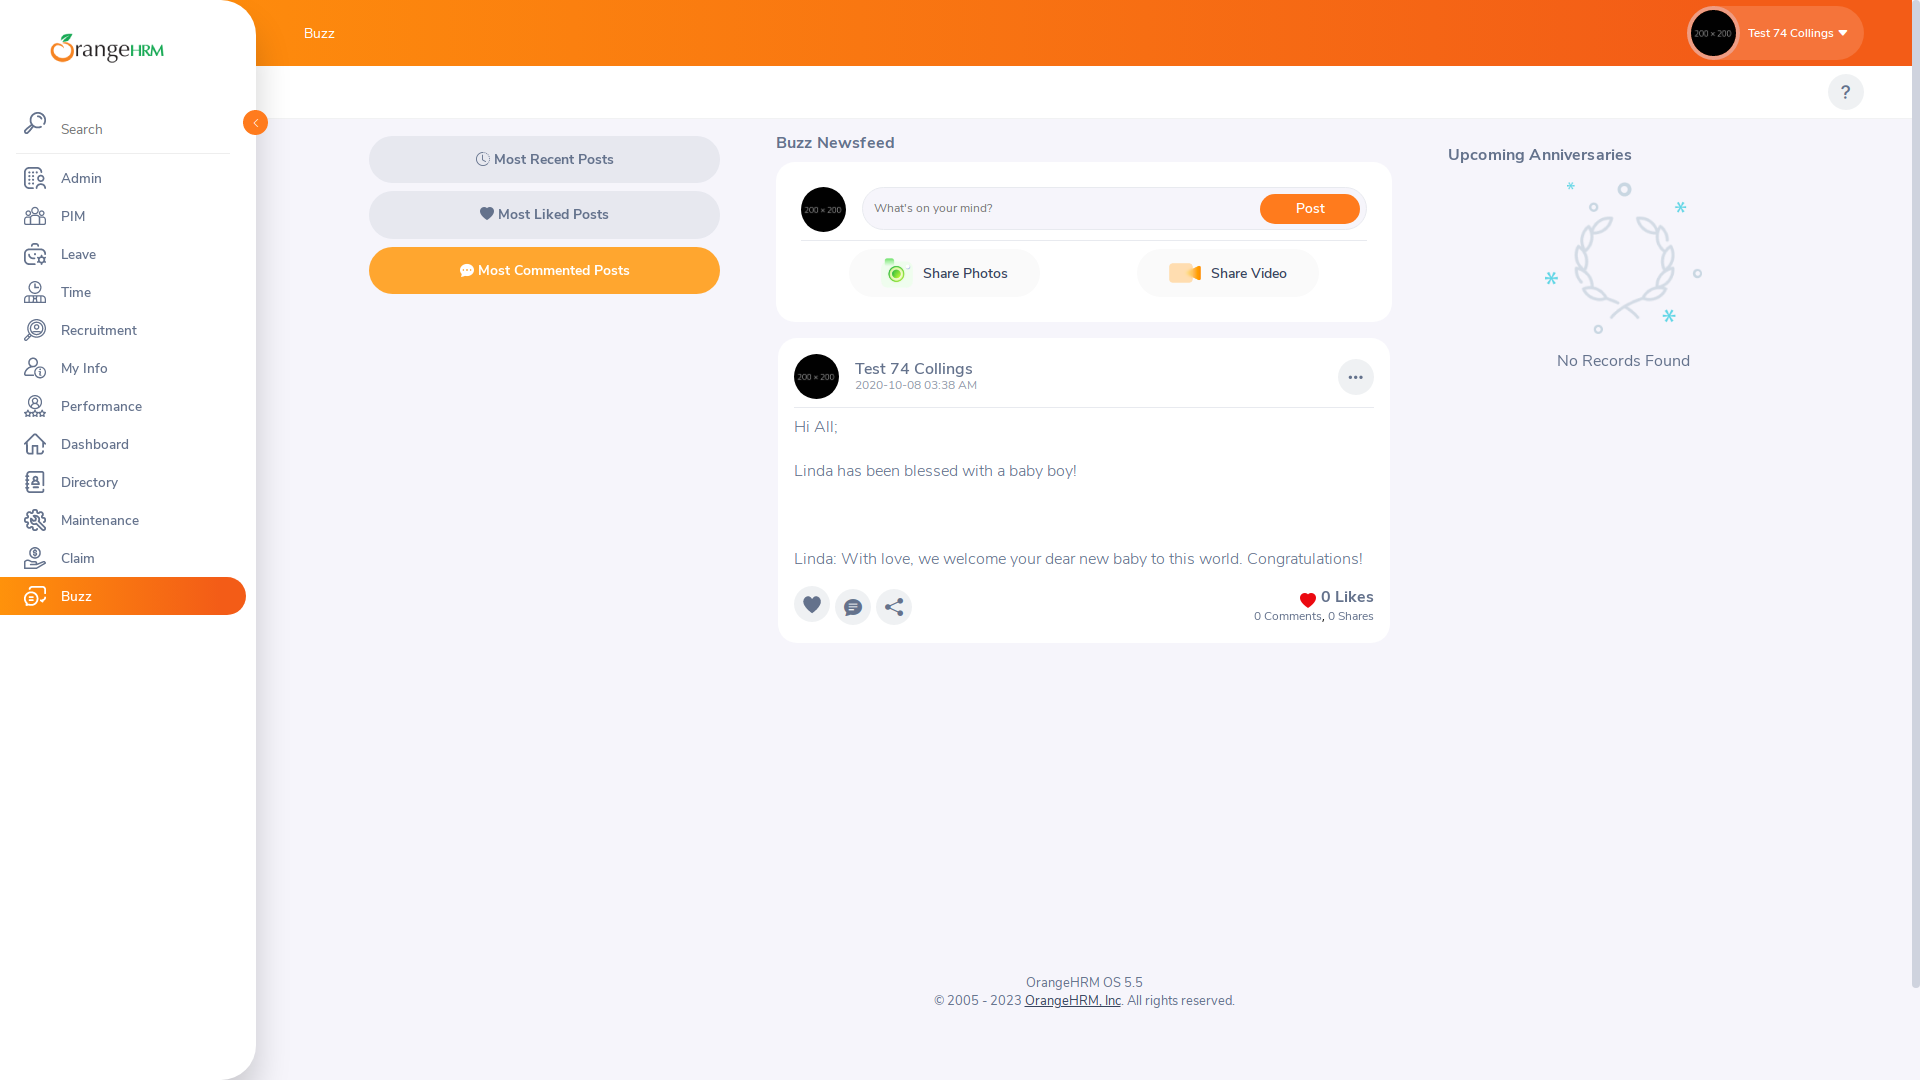 OrangeHRM
Search
Admin
PIM
Leave
Time
Recruitment
My Info
Performance
Dashboard
Directory
Maintenance
Claim
Buzz
Buzz
200 × 200
Test 74 Collings
?
Most Recent Posts
Most Liked Posts
Most Commented Posts
Buzz Newsfeed
200 × 200
What's on your mind?
Post
Share Photos
Share Video
200 × 200
Test 74 Collings
2020-10-08 03:38 AM
Hi All;
Linda has been blessed with a baby boy!
Linda: With love, we welcome your dear new baby to this world. Congratulations!
0 Likes
0 Comments, 0 Shares
Upcoming Anniversaries
No Records Found
OrangeHRM OS 5.5
© 2005 - 2023 OrangeHRM, Inc. All rights reserved.